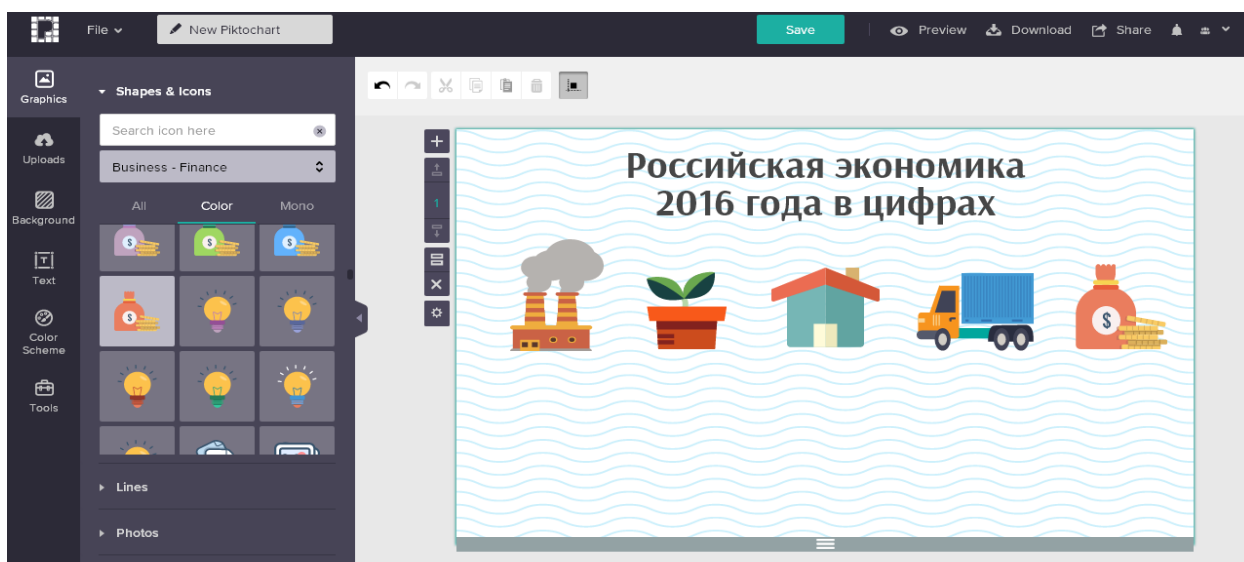 File
New Piktochart
Save
Preview
Download
Share
Graphics
Uploads
Background
Text
Color
Scheme
Tools
Shapes & Icons
Search icon here
Business - Finance
All Color Mono
Lines
Photos
1
Российская экономика
2016 года в цифрах